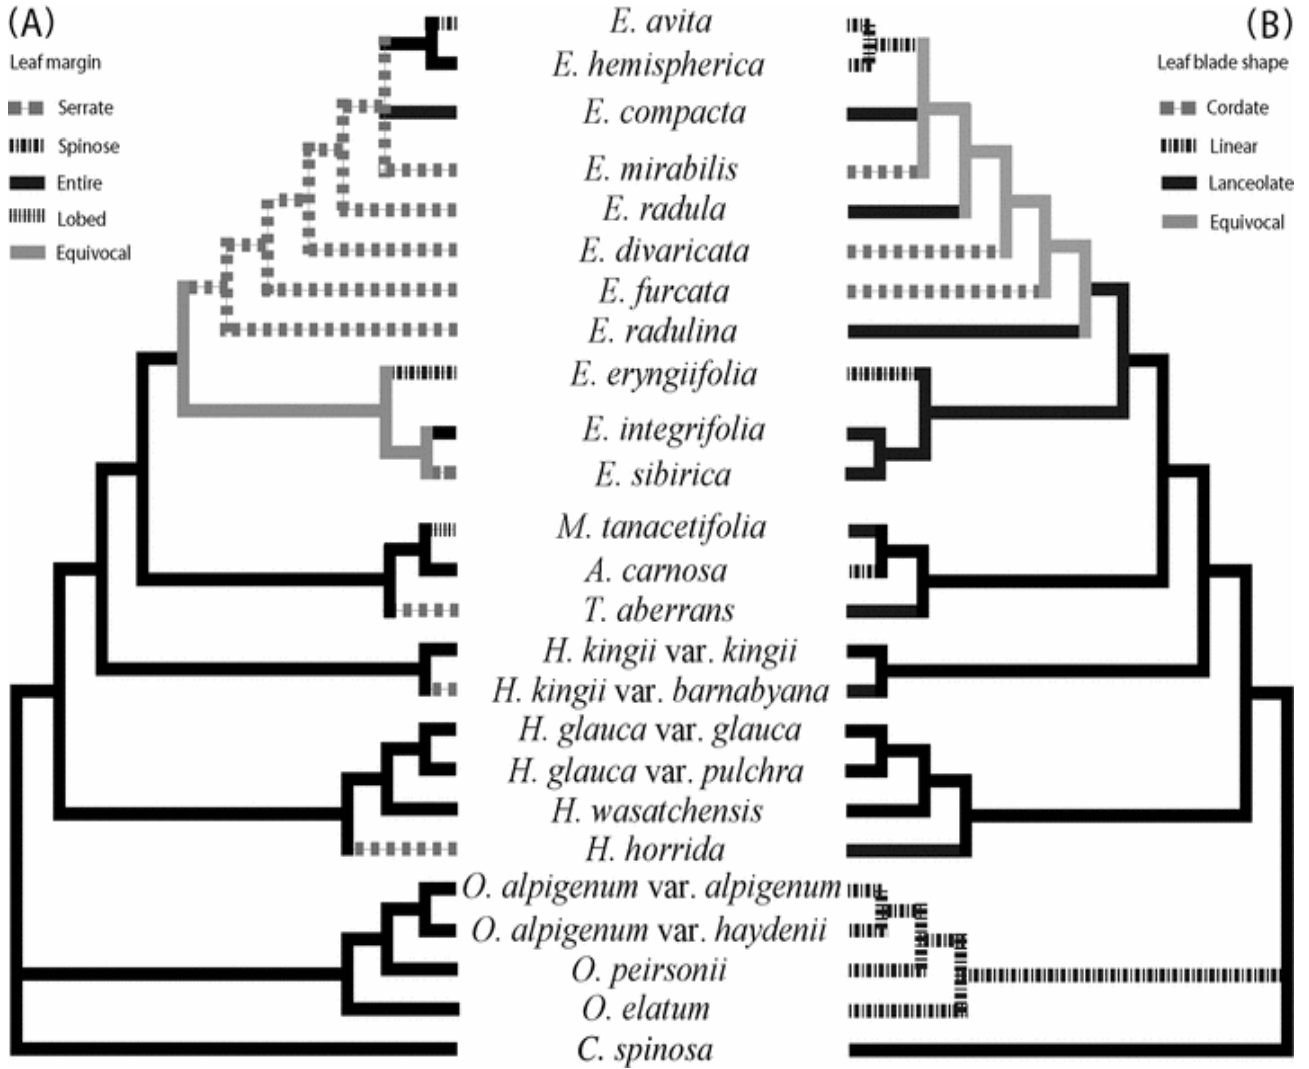 (A)
Leaf margin
Serrate
Spinose
Entire
Lobed
Equivocal
E. avita
E. hemispherica
E. compacta
E. mirabilis
E. radula
E. divaricata
E. furcata
E. radulina
E. eryngiifolia
E. integrifolia
E. sibirica
M. tanacetifolia
A. carnosa
T. aberrans
H. kingii var. kingii
H. kingii var. barnabyana
H. glauca var. glauca
H. glauca var. pulchra
H. wasatchensis
H. horrida
O. alpigenum var. alpigenum
O. alpigenum var. haydenii
O. peirsonii
O. elatum
C. spinosa
(B)
Leaf blade shape
Cordate
Linear
Lanceolate
Equivocal